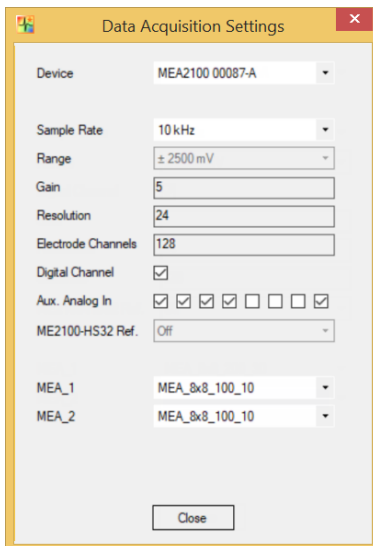 Data Acquisition Settings
Device MEA2100 00087-A
Sample Rate 10 kHz
Range ± 2500 mV
Gain 5
Resolution 24
Electrode Channels 128
Digital Channel
Aux. Analog In
ME2100-HS32 Ref. Off
MEA_1 MEA_8x8_100_10
MEA_2 MEA_8x8_100_10
Close